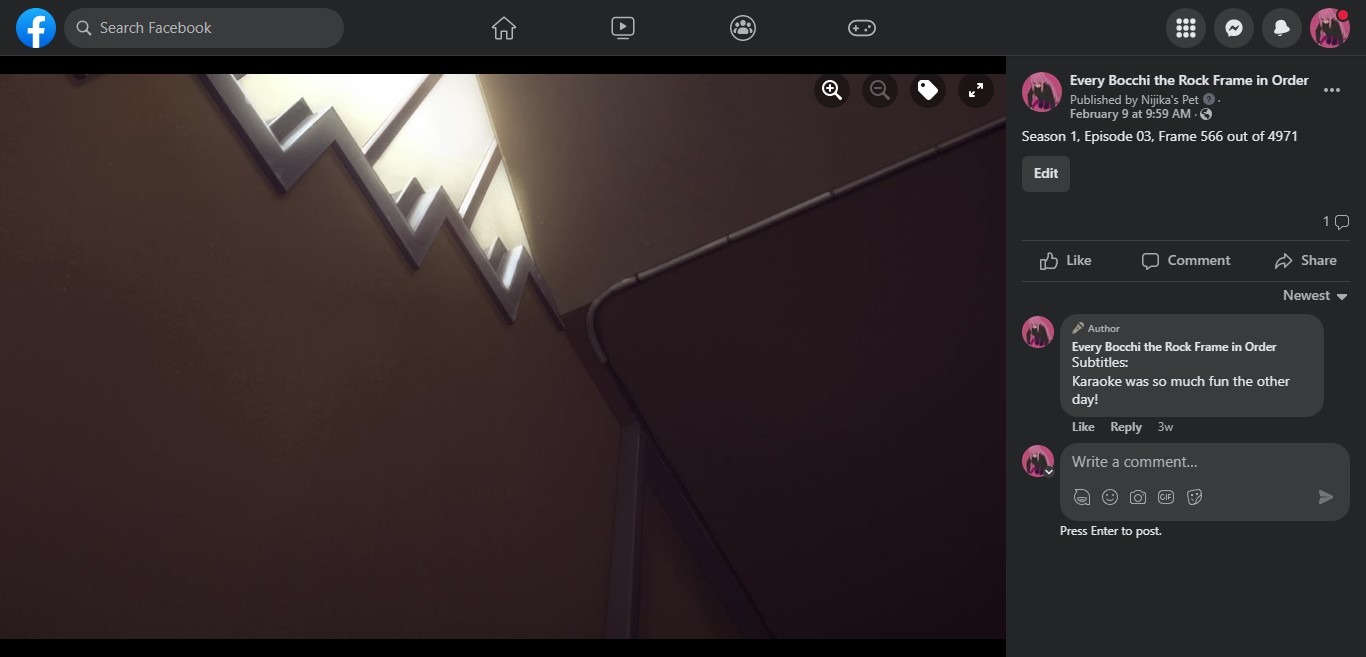 Search Facebook
Every Bocchi the Rock Frame in Order
Published by Nijika's Pet ·
February 9 at 9:59 AM ·
Season 1, Episode 03, Frame 566 out of 4971
Edit
1
Like Comment Share
Newest
Author
Every Bocchi the Rock Frame in Order
Subtitles:
Karaoke was so much fun the other
day!
Like Reply 3w
Write a comment...
GIF
Press Enter to post.